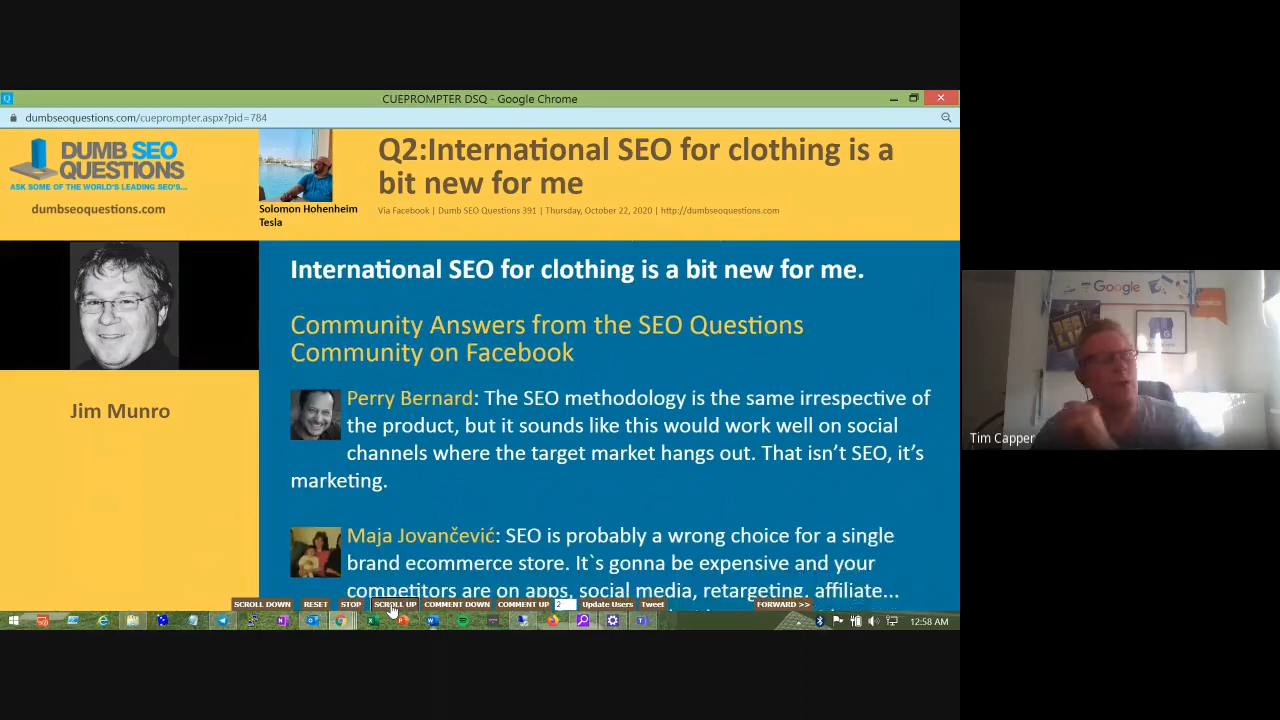 CUEPROMPTER DSQ - Google Chrome
dumbseoquestions.com/cueprompter.aspx?pid=784
DUMB SEO
QUESTIONS
ASK SOME OF THE WORLD'S LEADING SEO'S...
dumbseoquestions.com
Solomon Hohenheim
Tesla
Q2:International SEO for clothing is a
bit new for me
Via Facebook | Dumb SEO Questions 391 | Thursday, October 22, 2020 | http://dumbseoquestions.com
Jim Munro
International SEO for clothing is a bit new for me.
Community Answers from the SEO Questions
Community on Facebook
Perry Bernard: The SEO methodology is the same irrespective of
the product, but it sounds like this would work well on social
channels where the target market hangs out. That isn't SEO, it's
marketing.
Maja Jovančević: SEO is probably a wrong choice for a single
brand ecommerce store. It`s gonna be expensive and your
competitors are on apps, social media, retargeting, affiliate...
SCROLL DOWN RESET STOP SCROLL UP COMMENT DOWN COMMENT UP 2 Update Users Tweet FORWARD >>
12:58 AM
Google
Tim Capper